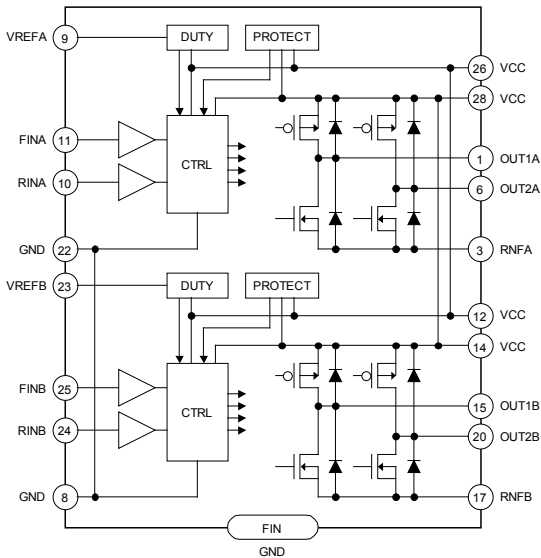 VREFA 9 DUTY PROTECT
26 VCC
28 VCC
FINA 11
CTRL
1 OUT1A
RINA 10
6 OUT2A
GND 22
3 RNFA
VREFB 23 DUTY PROTECT
12 VCC
14 VCC
FINB 25
CTRL
15 OUT1B
RINB 24
20 OUT2B
GND 8
17 RNFB
FIN
GND